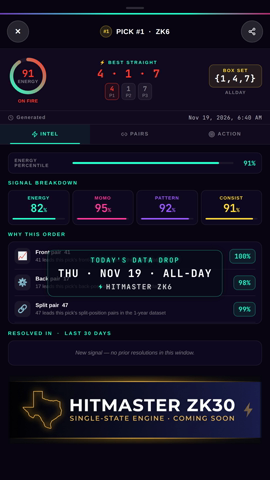 #1 PICK #1 · ZK6
91
ENERGY
ON FIRE
⚡ BEST STRAIGHT
4 · 1 · 7
4 1 7
P1 P2 P3
BOX SET
{1,4,7}
ALLDAY
Generated
Nov 19, 2026, 6:40 AM
INTEL
PAIRS
ACTION
ENERGY PERCENTILE
91%
SIGNAL BREAKDOWN
ENERGY
82%
MOMO
95%
PATTERN
92%
CONSIST
91%
WHY THIS ORDER
Front pair 41
100%
TODAY'S DATA DROP
THU · NOV 19 · ALL-DAY
⚡HITMASTER ZK6
98%
Split pair 47
47 leads this pick's split-position pairs in the 1-year dataset
99%
RESOLVED IN · LAST 30 DAYS
New signal — no prior resolutions in this window.
HITMASTER ZK30
SINGLE-STATE ENGINE · COMING SOON